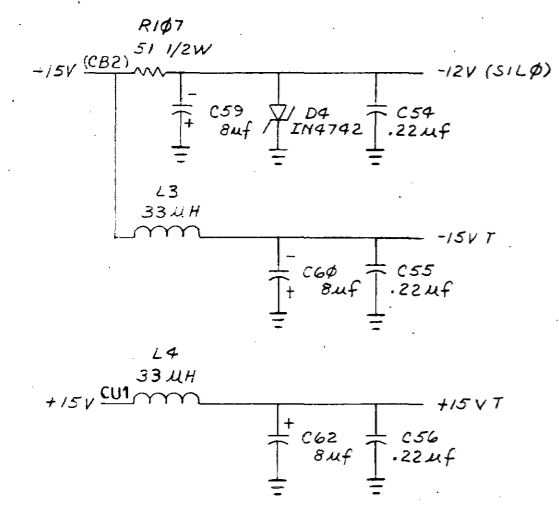 R1Ø7
51 1/2W
-15V (CB2)
-12V (SILØ)
-
+
C59
8uf
D4
IN4742
C54
.22uf
L3
33 uH
-15V T
-
+
C6Ø
8uf
C55
.22uf
L4
33 uH
+15V CU1
+15V T
+
C62
8uf
C56
.22uf